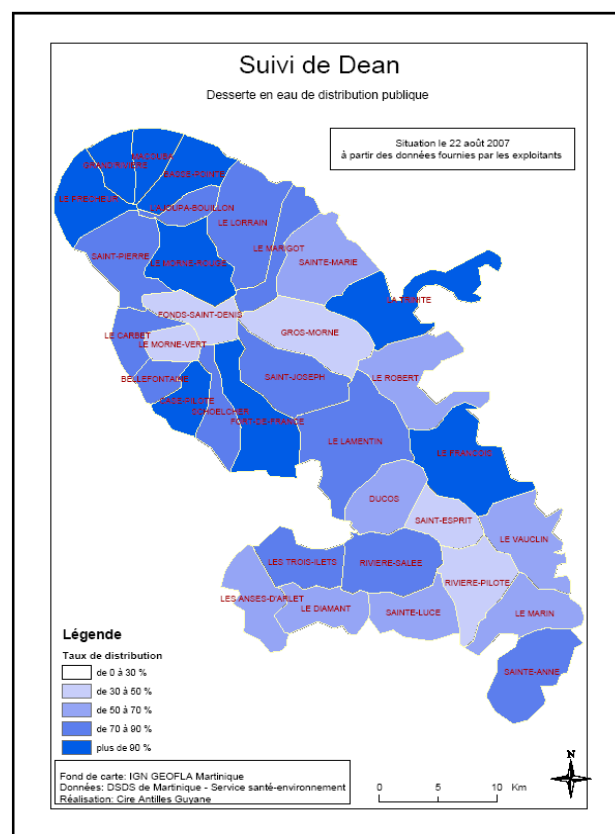 Suivi de Dean
Desserte en eau de distribution publique
Situation le 22 août 2007
à partir des données fournies par les exploitants
MACOUBA
GRAND'RIVIERE
BASSE-POINTE
LE PRECHEUR
L'AJOUPA-BOUILLON
LE LORRAIN
LE MARIGOT
SAINT-PIERRE
LE MORNE-ROUGE
SAINTE-MARIE
LA TRINITE
FONDS-SAINT-DENIS
GROS-MORNE
LE CARBET
LE MORNE-VERT
SAINT-JOSEPH
LE ROBERT
BELLEFONTAINE
CASE-PILOTE
SCHOELCHER
FORT-DE-FRANCE
LE LAMENTIN
LE FRANCOIS
DUCOS
SAINT-ESPRIT
LE VAUCLIN
LES TROIS-ILETS
RIVIERE-SALEE
RIVIERE-PILOTE
LES ANSES-D'ARLET
LE DIAMANT
SAINTE-LUCE
LE MARIN
SAINTE-ANNE
Légende
Taux de distribution
de 0 à 30 %
de 30 à 50 %
de 50 à 70 %
de 70 à 90 %
plus de 90 %
Fond de carte: IGN GEOFLA Martinique
Données: DSDS de Martinique - Service santé-environnement
Réalisation: Cire Antilles Guyane
0 5 10 Km
N